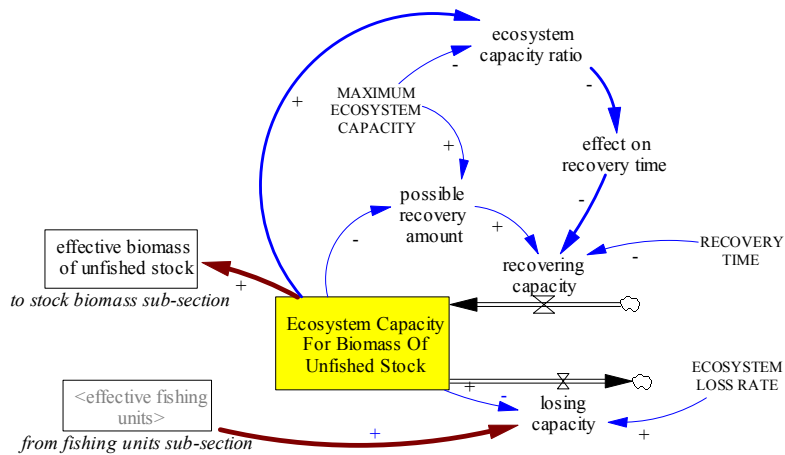 ecosystem
capacity ratio
+
-
-
MAXIMUM
ECOSYSTEM
CAPACITY
+
effect on
recovery time
possible
recovery
amount
-
-
+
RECOVERY
TIME
-
recovering
capacity
effective biomass
of unfished stock
to stock biomass sub-section
+
Ecosystem Capacity
For Biomass Of
Unfished Stock
ECOSYSTEM
LOSS RATE
+
-
<effective fishing
units>
from fishing units sub-section
losing
capacity
+
+